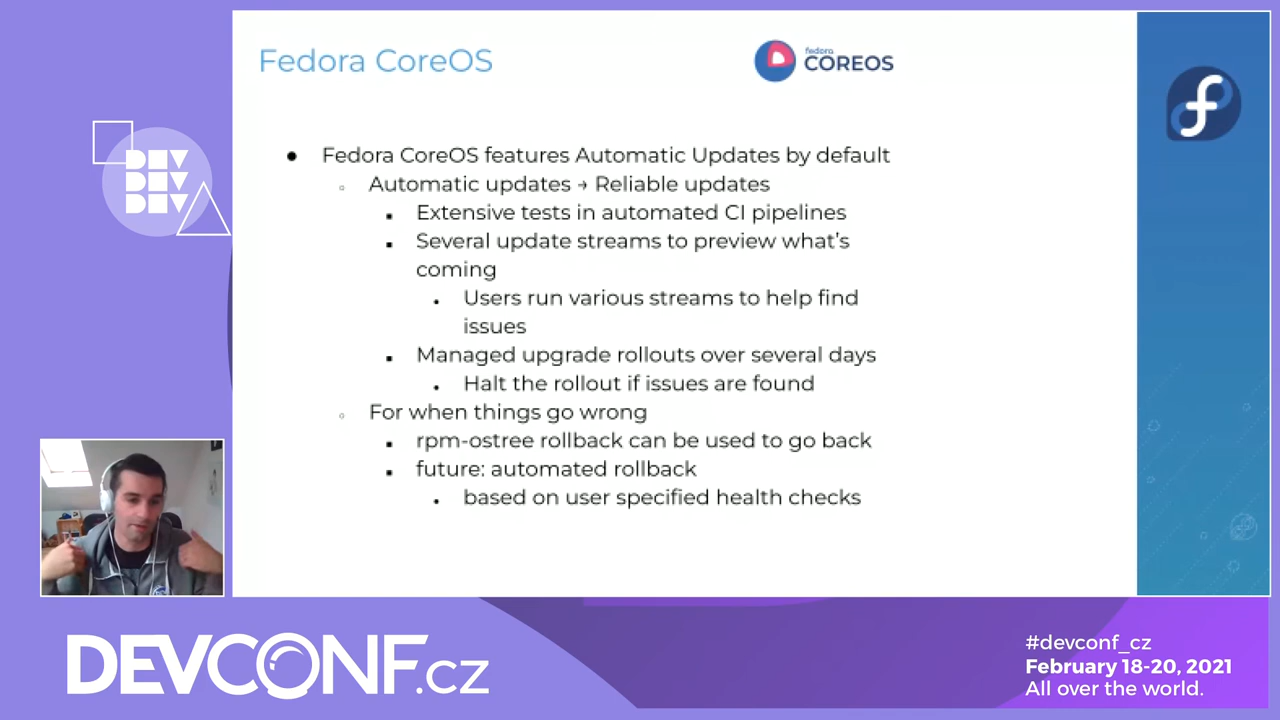 Fedora CoreOS
fedora
COREOS
DEV
DEV
DEV
● Fedora CoreOS features Automatic Updates by default
○ Automatic updates → Reliable updates
■ Extensive tests in automated CI pipelines
■ Several update streams to preview what's
coming
● Users run various streams to help find
issues
■ Managed upgrade rollouts over several days
● Halt the rollout if issues are found
○ For when things go wrong
■ rpm-ostree rollback can be used to go back
■ future: automated rollback
● based on user specified health checks
DEVCONF.cz
#devconf_cz
February 18-20, 2021
All over the world.